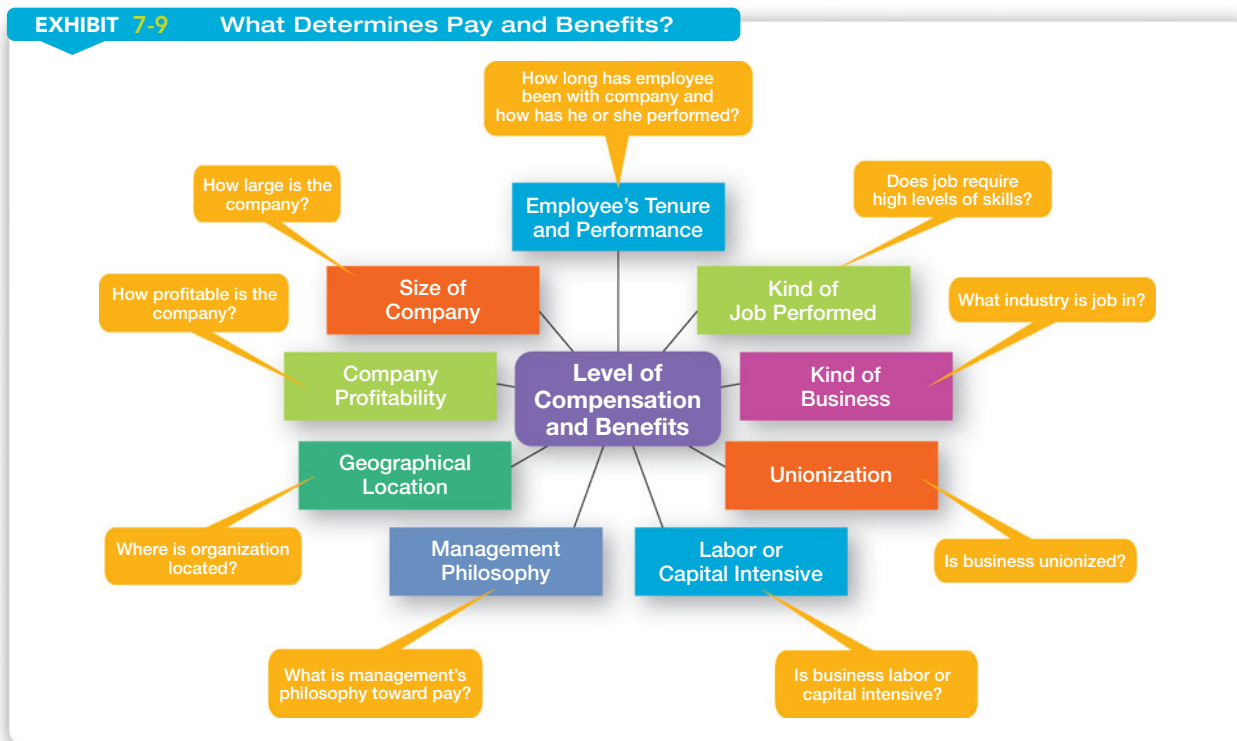 EXHIBIT 7-9 What Determines Pay and Benefits?
How long has employee
been with company and
how has he or she performed?
Employee's Tenure
and Performance
How large is the
company?
Size of
Company
Does job require
high levels of skills?
Kind of
Job Performed
How profitable is the
company?
Company
Profitability
What industry is job in?
Kind of
Business
Level of
Compensation
and Benefits
Geographical
Location
Where is organization
located?
Unionization
Is business unionized?
Management
Philosophy
What is management's
philosophy toward pay?
Labor or
Capital Intensive
Is business labor or
capital intensive?